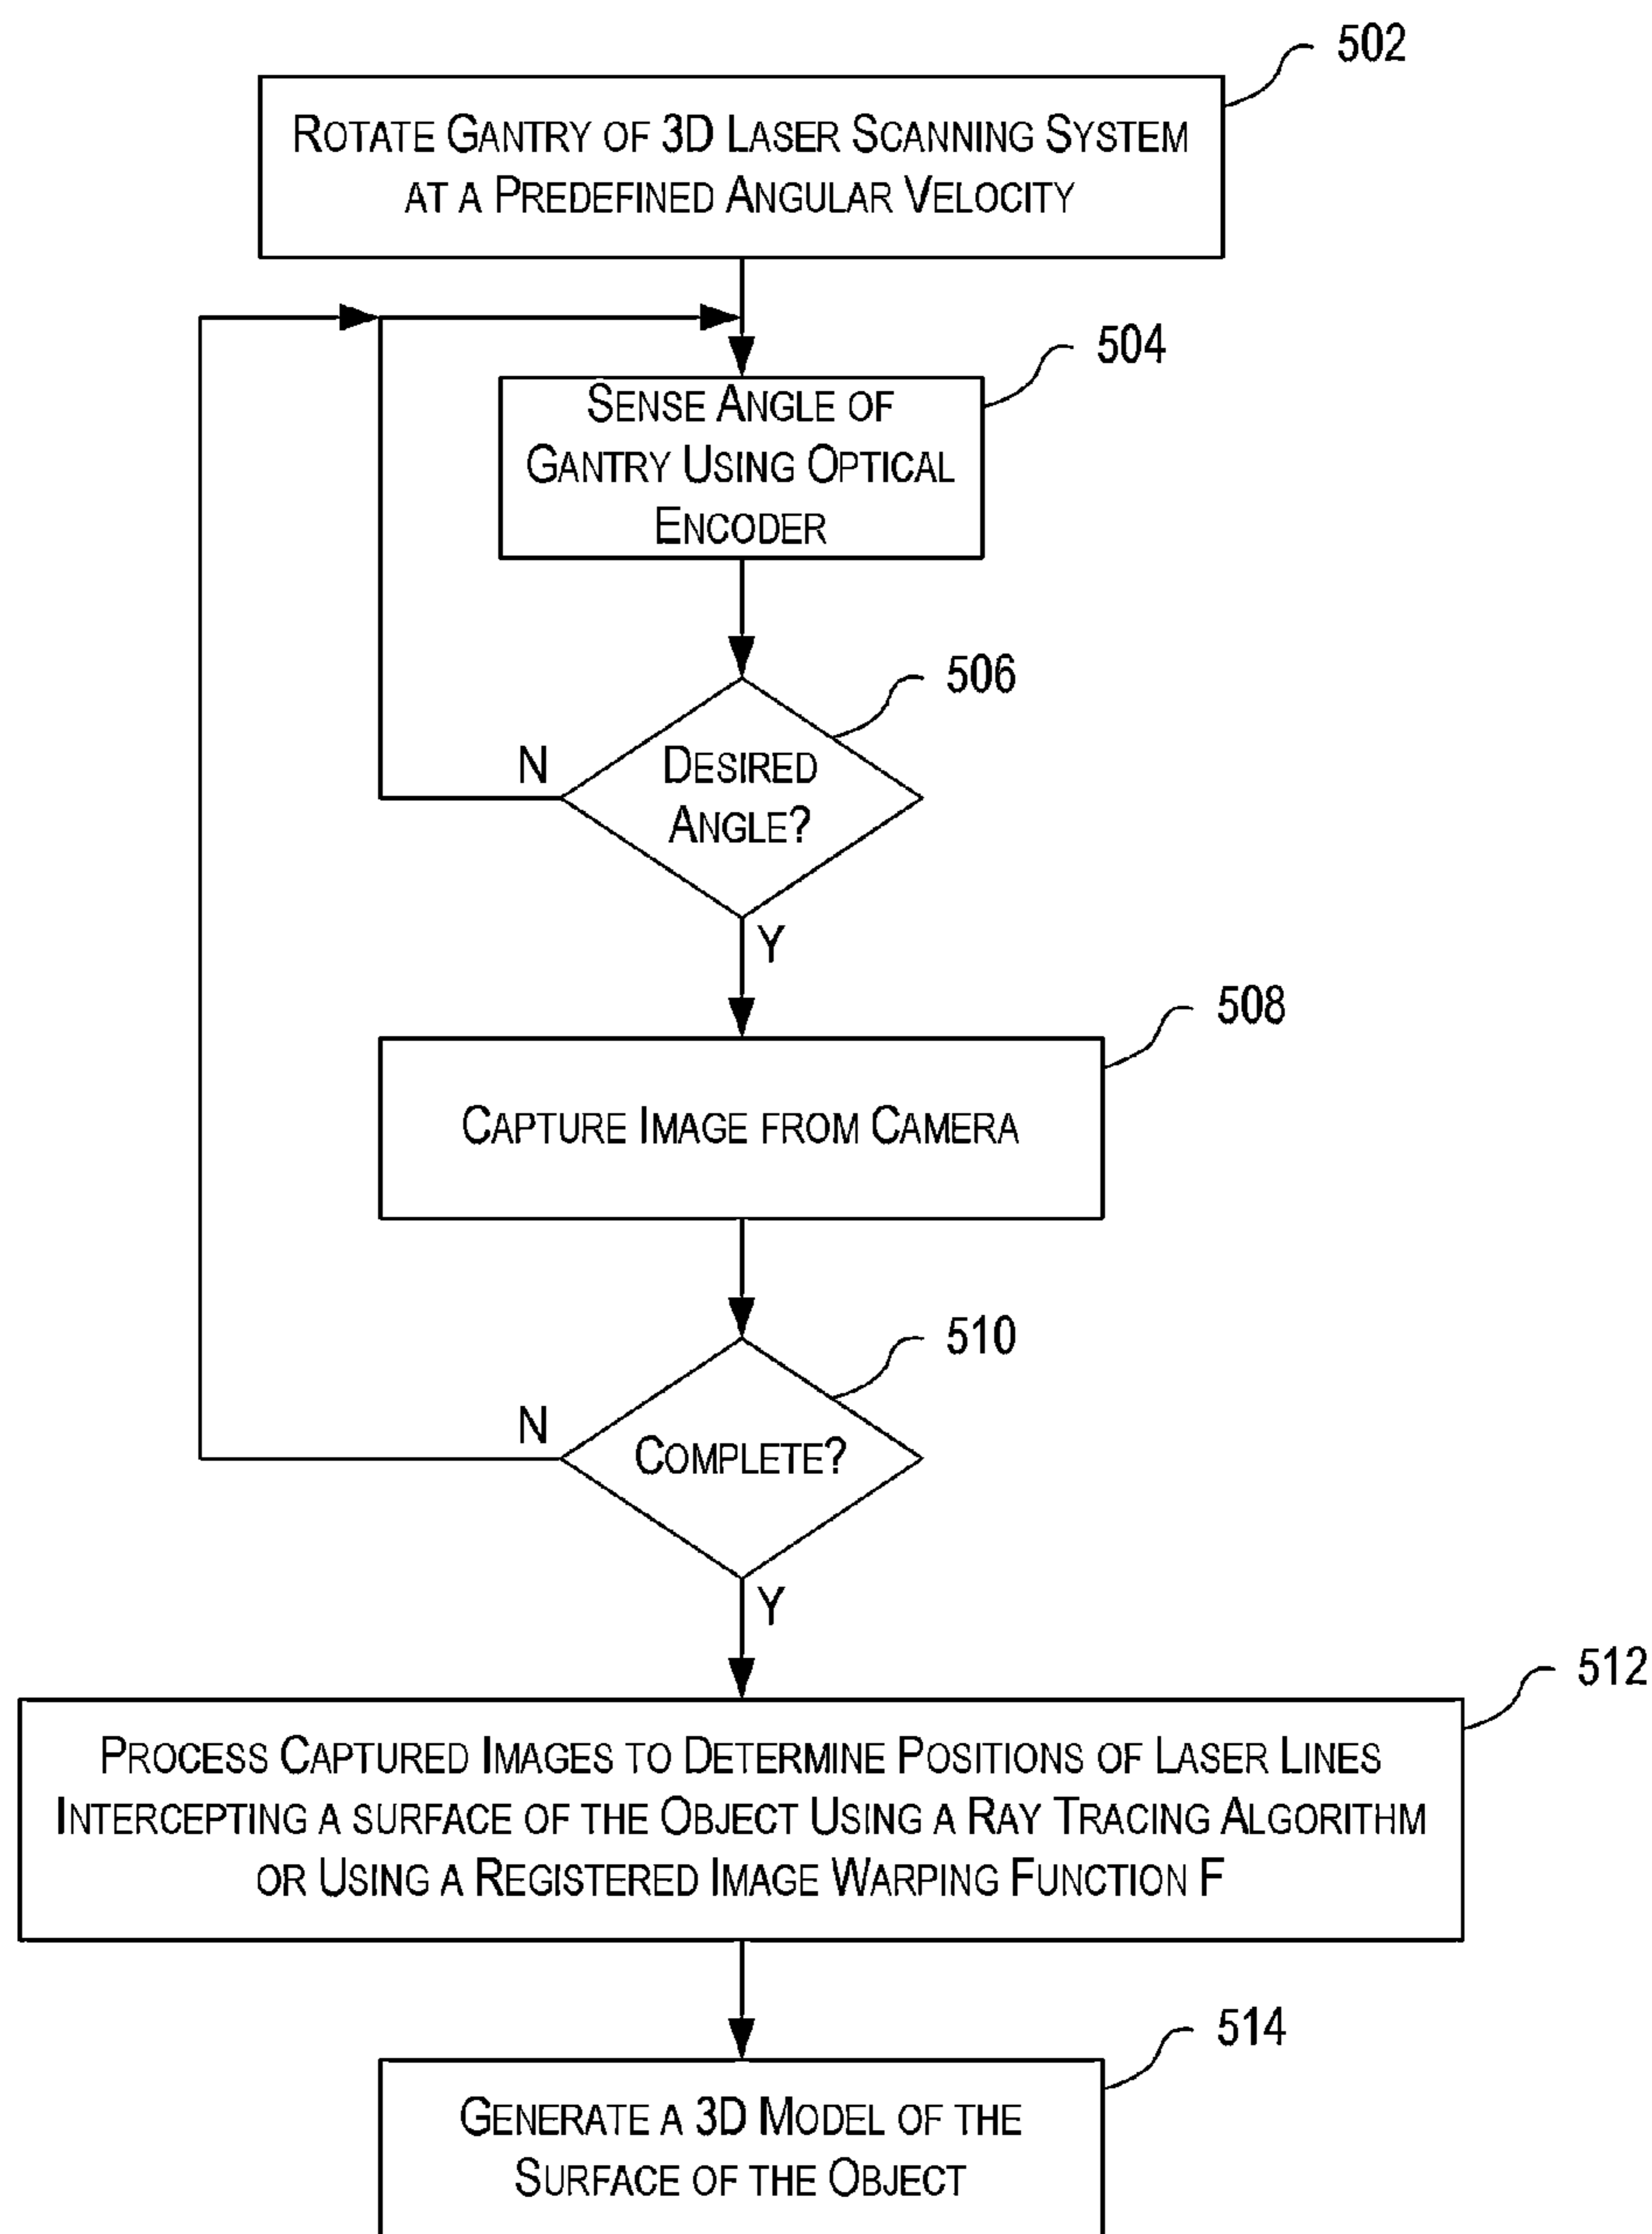 502
ROTATE GANTRY OF 3D LASER SCANNING SYSTEM
AT A PREDEFINED ANGULAR VELOCITY
504
SENSE ANGLE OF
GANTRY USING OPTICAL
ENCODER
506
DESIRED
ANGLE?
N
Y
508
CAPTURE IMAGE FROM CAMERA
510
N
COMPLETE?
Y
512
PROCESS CAPTURED IMAGES TO DETERMINE POSITIONS OF LASER LINES
INTERCEPTING A SURFACE OF THE OBJECT USING A RAY TRACING ALGORITHM
OR USING A REGISTERED IMAGE WARPING FUNCTION F
514
GENERATE A 3D MODEL OF THE
SURFACE OF THE OBJECT